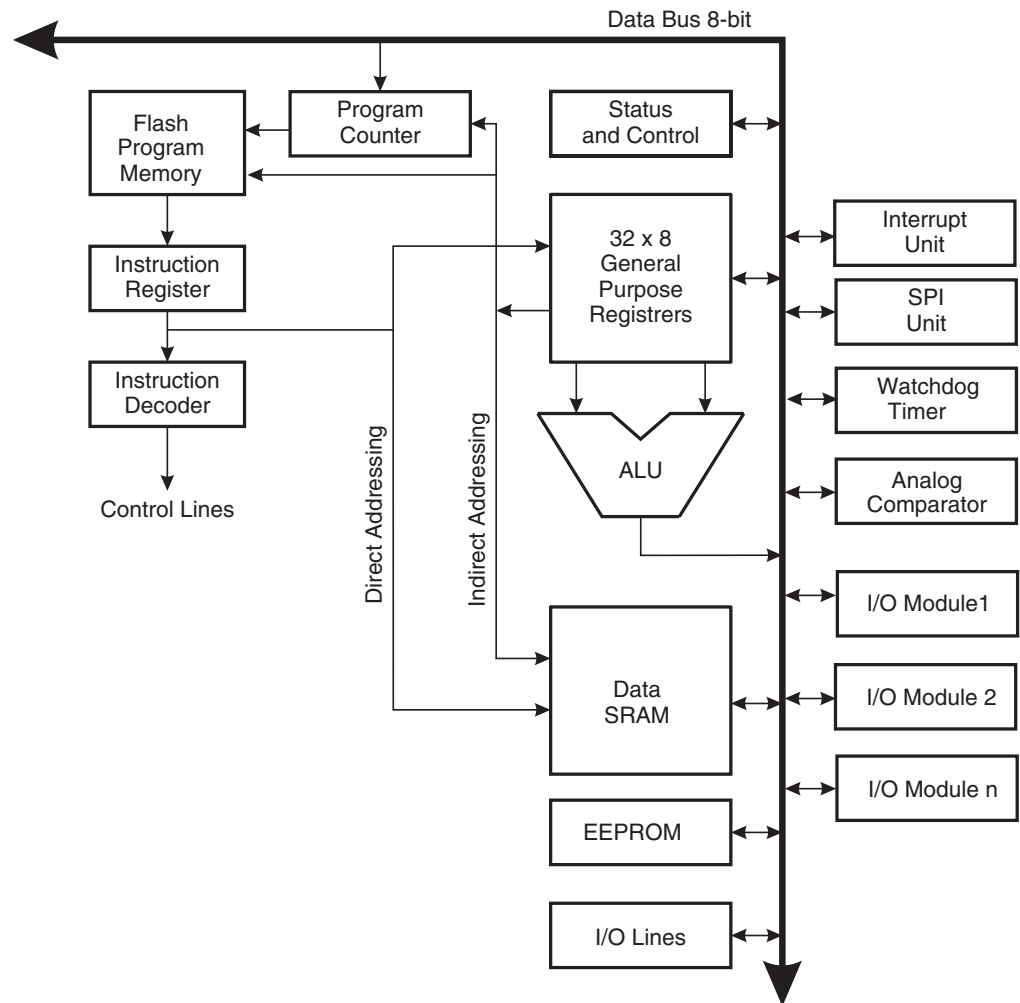 Data Bus 8-bit
Flash
Program
Memory
Program
Counter
Status
and Control
32 x 8
General
Purpose
Registrers
Interrupt
Unit
Instruction
Register
SPI
Unit
Instruction
Decoder
Watchdog
Timer
Direct Addressing
Indirect Addressing
ALU
Analog
Comparator
Control Lines
I/O Module1
Data
SRAM
I/O Module 2
I/O Module n
EEPROM
I/O Lines